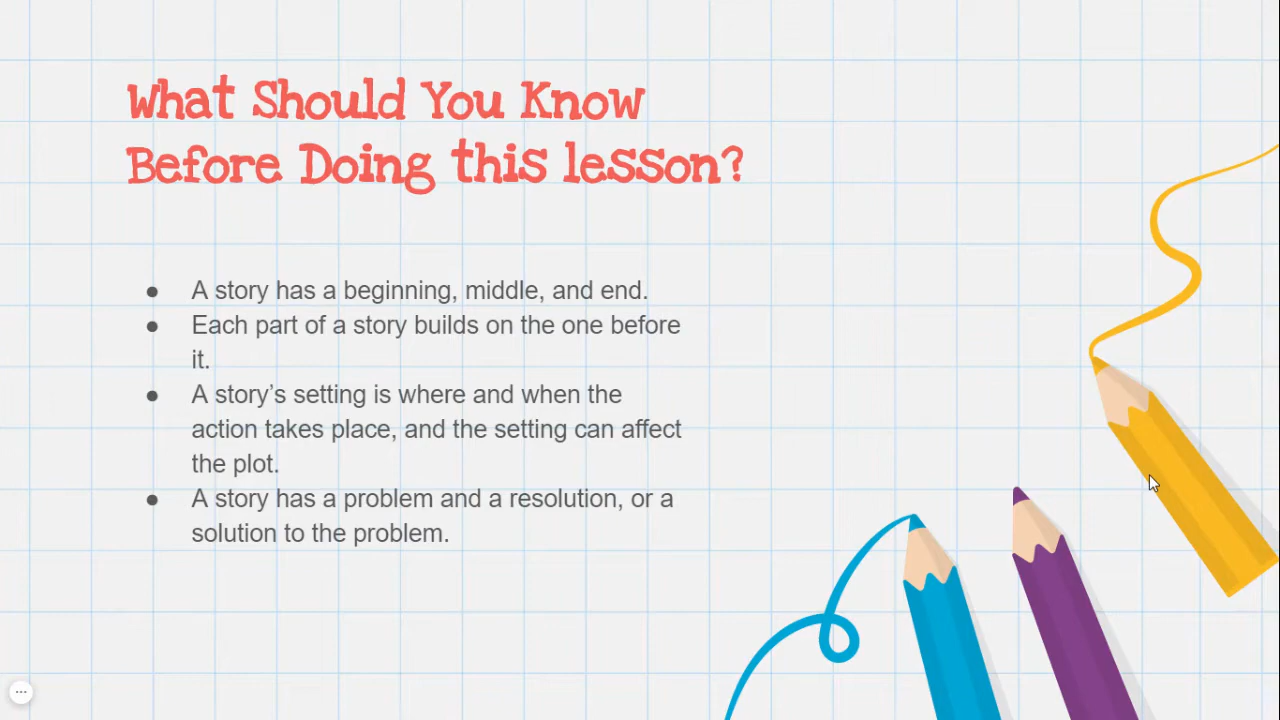 What Should You Know
Before Doing this lesson?
● A story has a beginning, middle, and end.
● Each part of a story builds on the one before
it.
● A story’s setting is where and when the
action takes place, and the setting can affect
the plot.
● A story has a problem and a resolution, or a
solution to the problem.